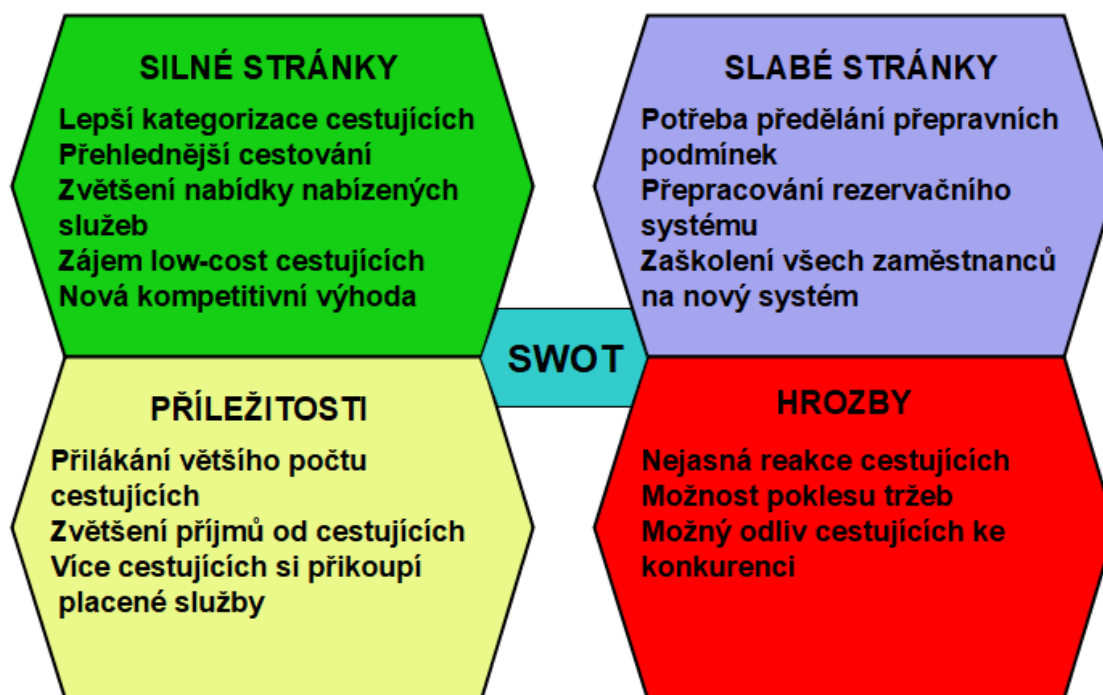 SILNÉ STRÁNKY
Lepší kategorizace cestujících
Přehlednější cestování
Zvětšení nabídky nabízených
služeb
Zájem low-cost cestujících
Nová kompetitivní výhoda
SLABÉ STRÁNKY
Potřeba předělání přepravních
podmínek
Přepracování rezervačního
systému
Zaškolení všech zaměstnanců
na nový systém
SWOT
PŘÍLEŽITOSTI
Přilákání většího počtu
cestujících
Zvětšení příjmů od cestujících
Více cestujících si přikoupí
placené služby
HROZBY
Nejasná reakce cestujících
Možnost poklesu tržeb
Možný odliv cestujících ke
konkurenci